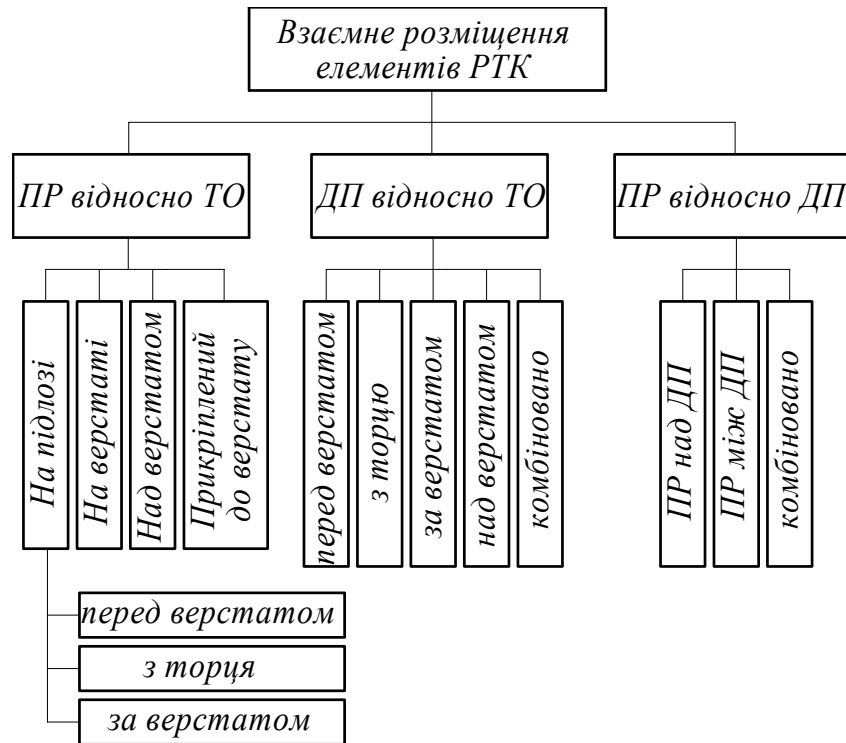 Взаємне розміщення
елементів РТК
ПР відносно ТО
ДП відносно ТО
ПР відносно ДП
На підлозі
На верстаті
Над верстатом
Прикріплений
до верстату
перед верстатом
з торцю
за верстатом
над верстатом
комбіновано
ПР над ДП
ПР між ДП
комбіновано
перед верстатом
з торця
за верстатом